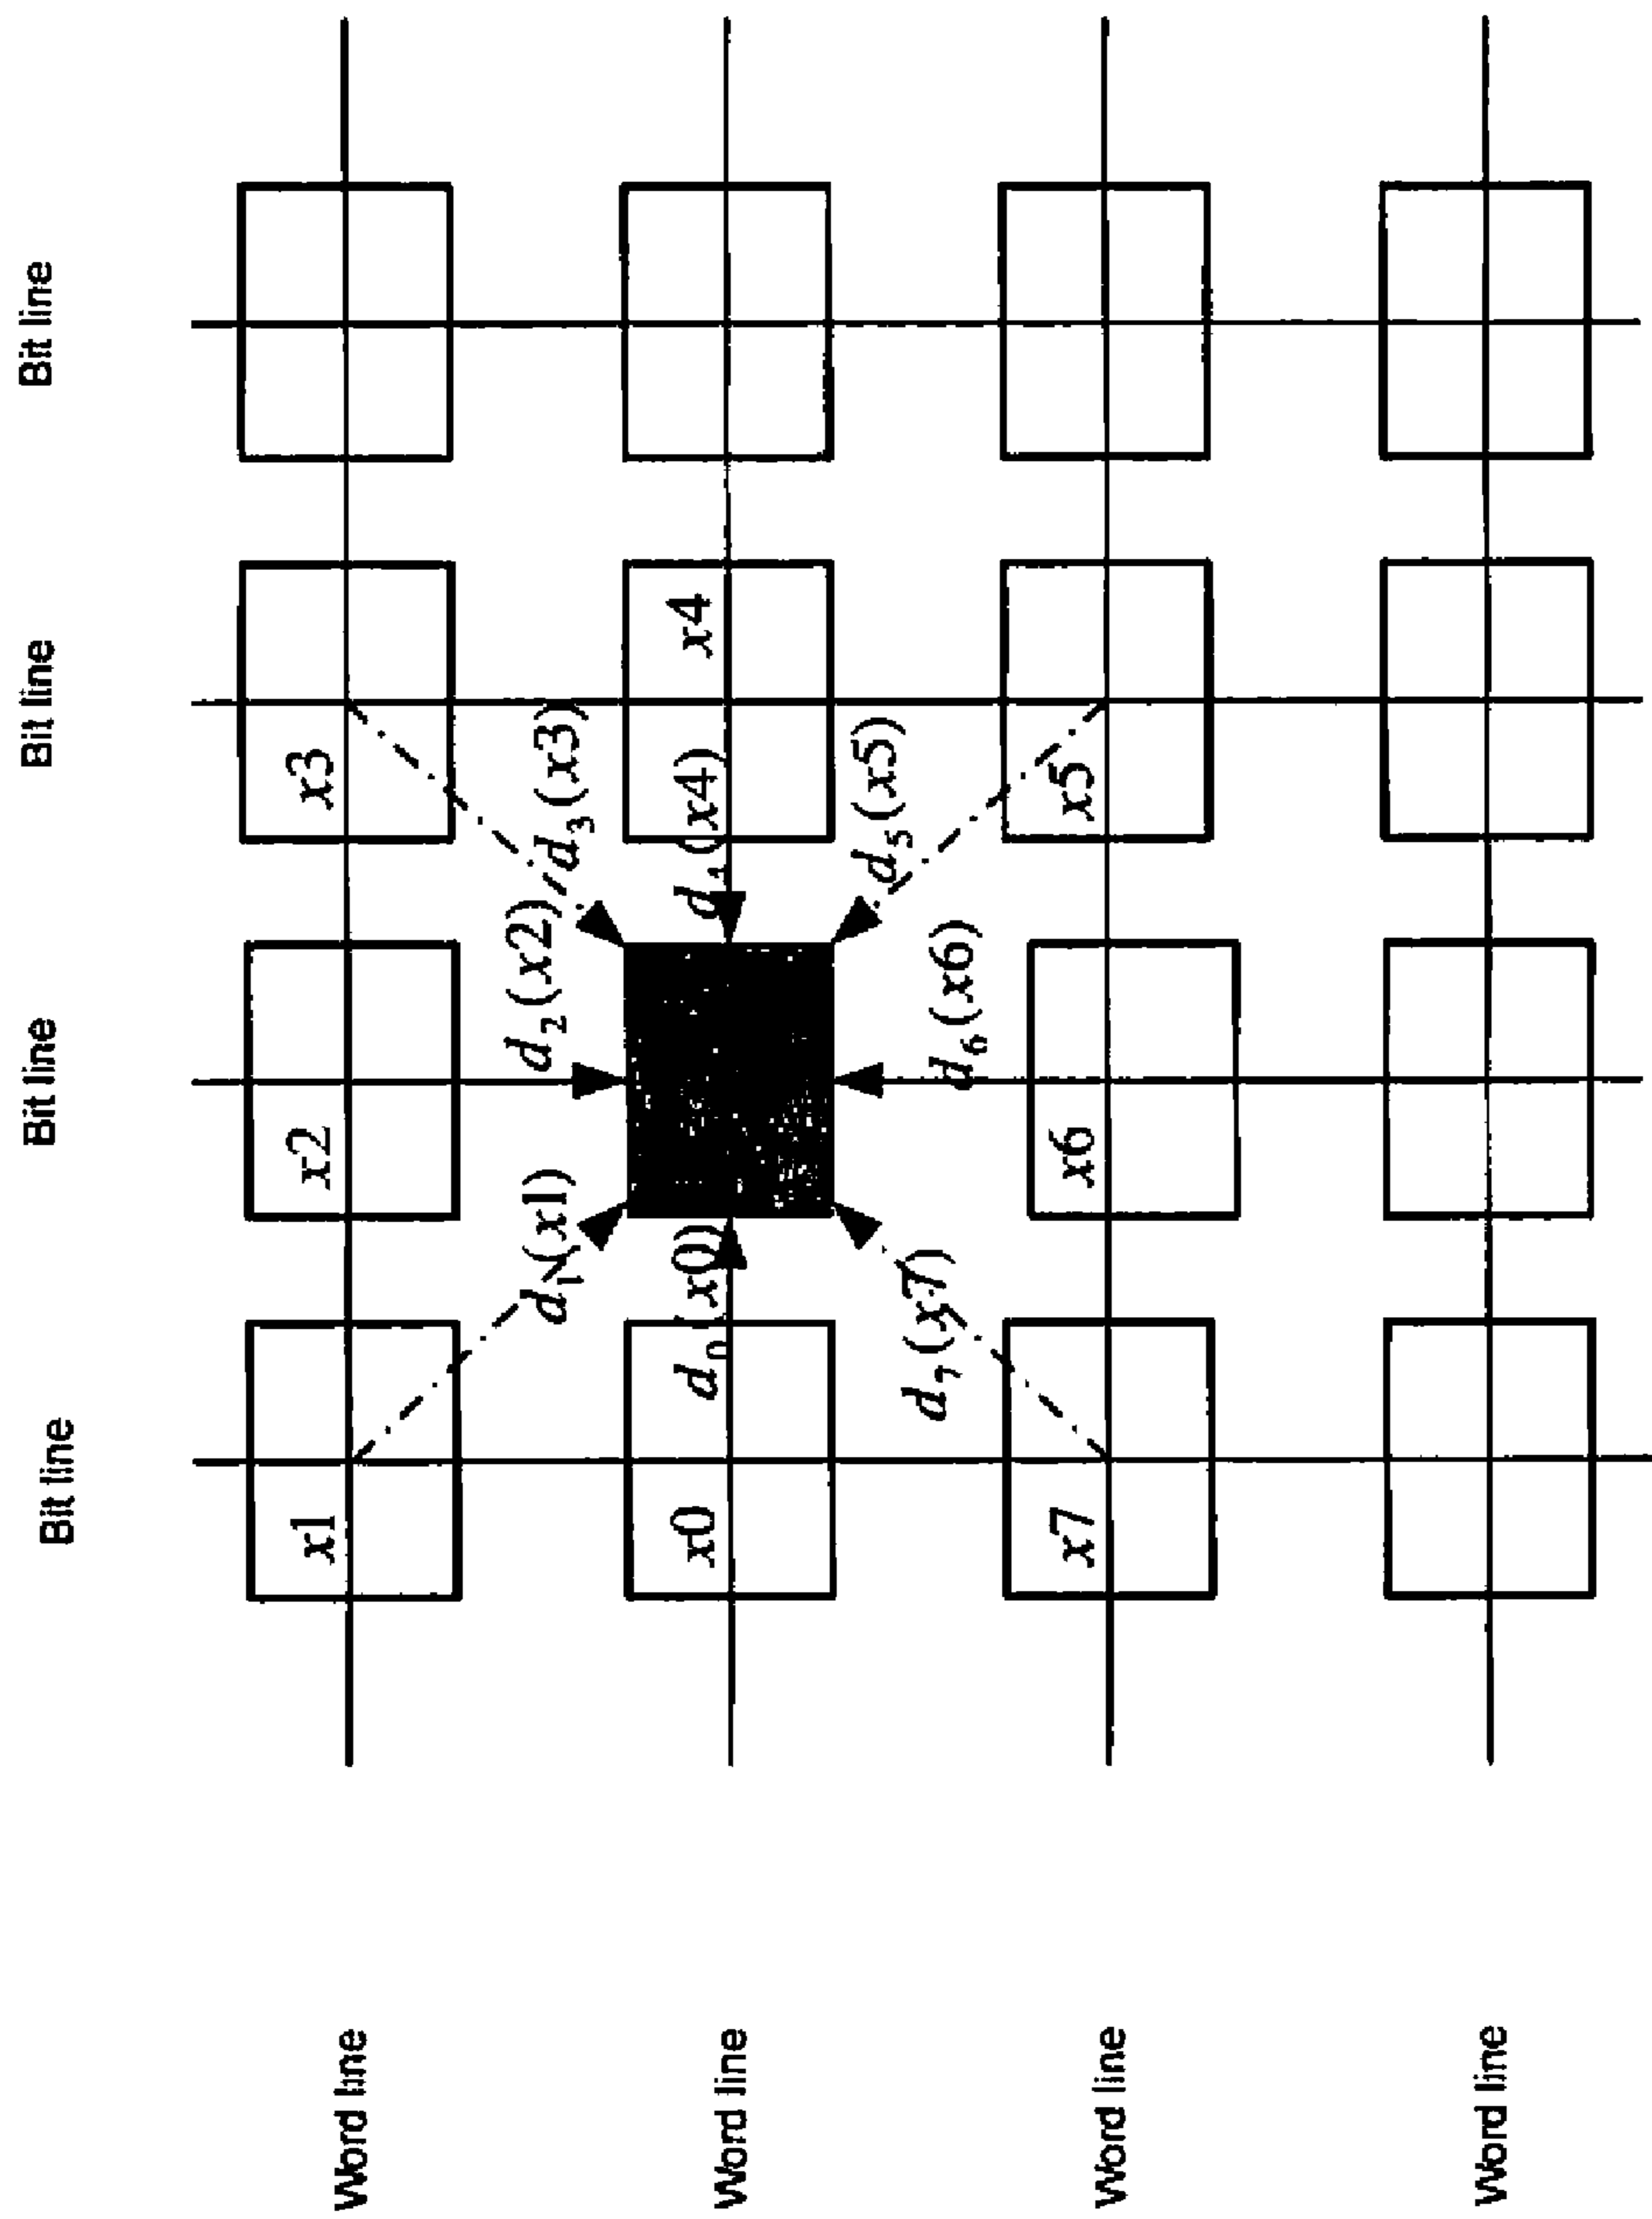 Bit line Bit line Bit line Bit line
Word line x1 x2 x3
d₁(x1) d₂(x2) d₃(x3)
Word line x0 d₀(x0) d₄(x4) x4
d₇(x7) d₆(x6) d₅(x5)
Word line x7 x6 x5
Word line